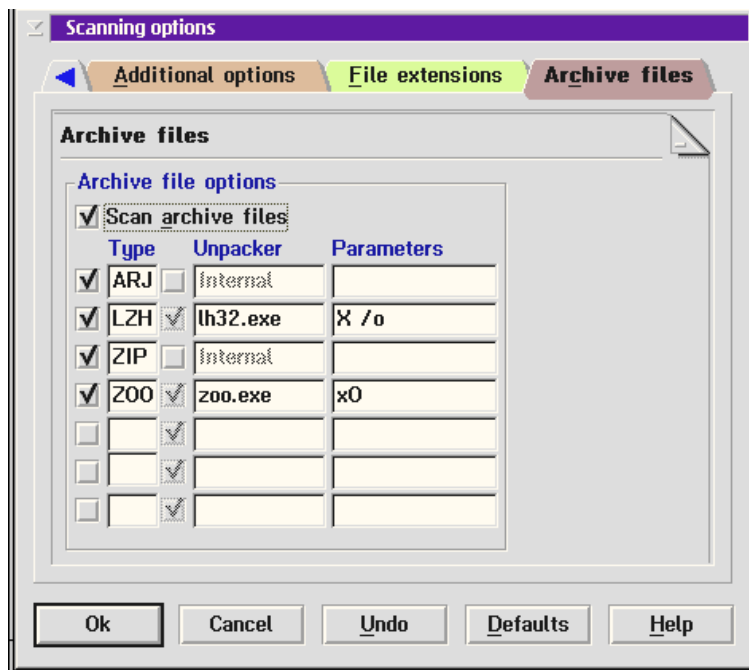 Scanning options
Additional options File extensions Archive files
Archive files
Archive file options
Scan archive files
Type Unpacker Parameters
ARJ Internal
LZH lh32.exe X /o
ZIP Internal
ZOO zoo.exe xO
Ok Cancel Undo Defaults Help